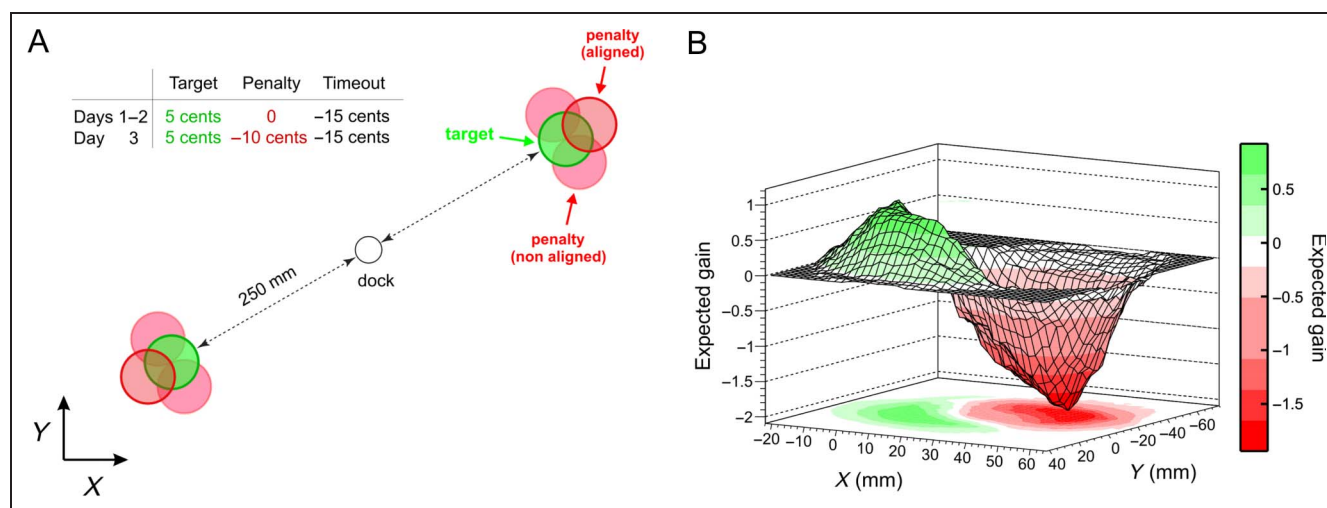 A
Target Penalty Timeout
Days 1–2 5 cents 0 −15 cents
Day 3 5 cents −10 cents −15 cents
penalty
(aligned)
target
penalty
(non aligned)
250 mm
dock
Y
X
B
1
0.5
0
−0.5
−1
−1.5
−2
Expected gain
−20 −10 0 10 20 30 40 50 60
X (mm)
40 20 0 −20 −40 −60
Y (mm)
0.5
0
−0.5
−1
−1.5
Expected gain